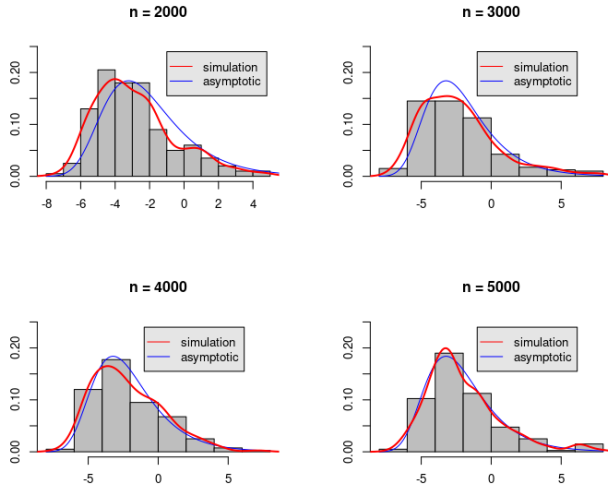 n = 2000
0.00 0.10 0.20
simulation
asymptotic
-8 -6 -4 -2 0 2 4
n = 3000
0.00 0.10 0.20
simulation
asymptotic
-5 0 5
n = 4000
0.00 0.10 0.20
simulation
asymptotic
-5 0 5
n = 5000
0.00 0.10 0.20
simulation
asymptotic
-5 0 5